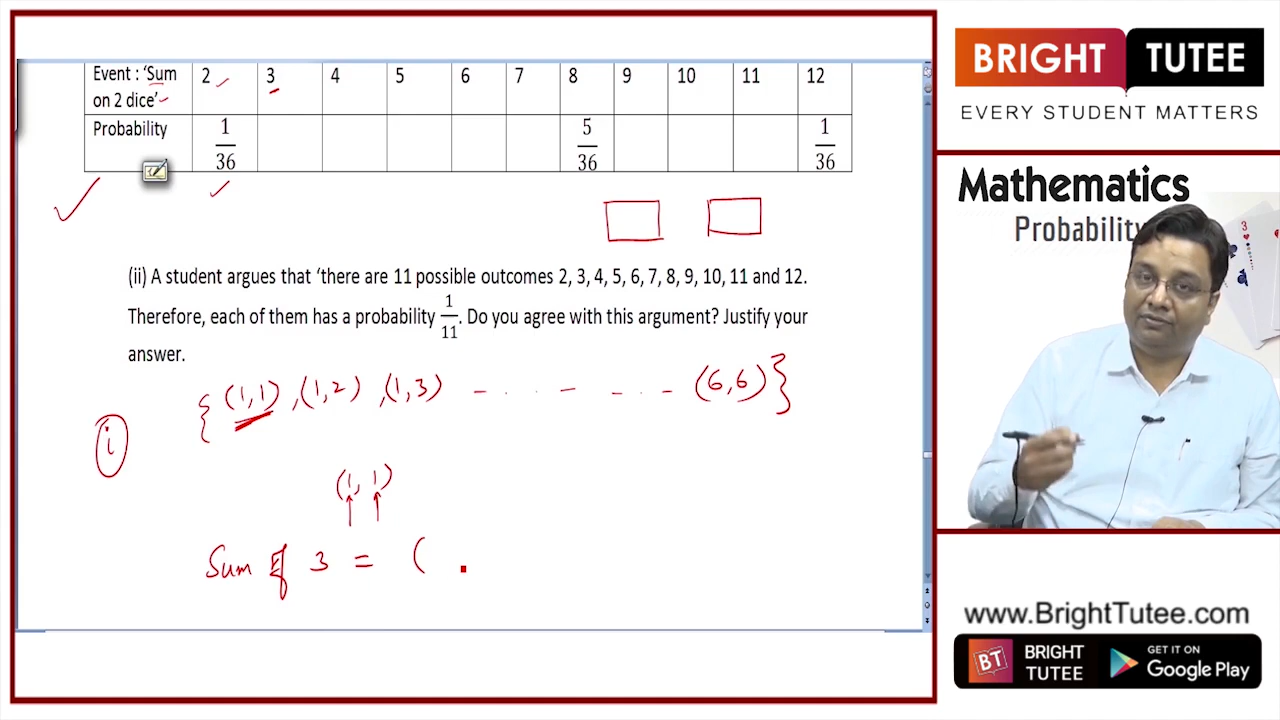 Event : 'Sum on 2 dice' 2 3 4 5 6 7 8 9 10 11 12
Probability 1/36 5/36 1/36
(ii) A student argues that 'there are 11 possible outcomes 2, 3, 4, 5, 6, 7, 8, 9, 10, 11 and 12.
Therefore, each of them has a probability 1/11. Do you agree with this argument? Justify your
answer.
{(1,1), (1,2), (1,3) - . . - . . . - (6,6)}
i
(1, 1)
Sum of 3 = (
BRIGHT TUTEE
EVERY STUDENT MATTERS
Mathematics
Probability
3
www.BrightTutee.com
BT BRIGHT TUTEE
GET IT ON Google Play